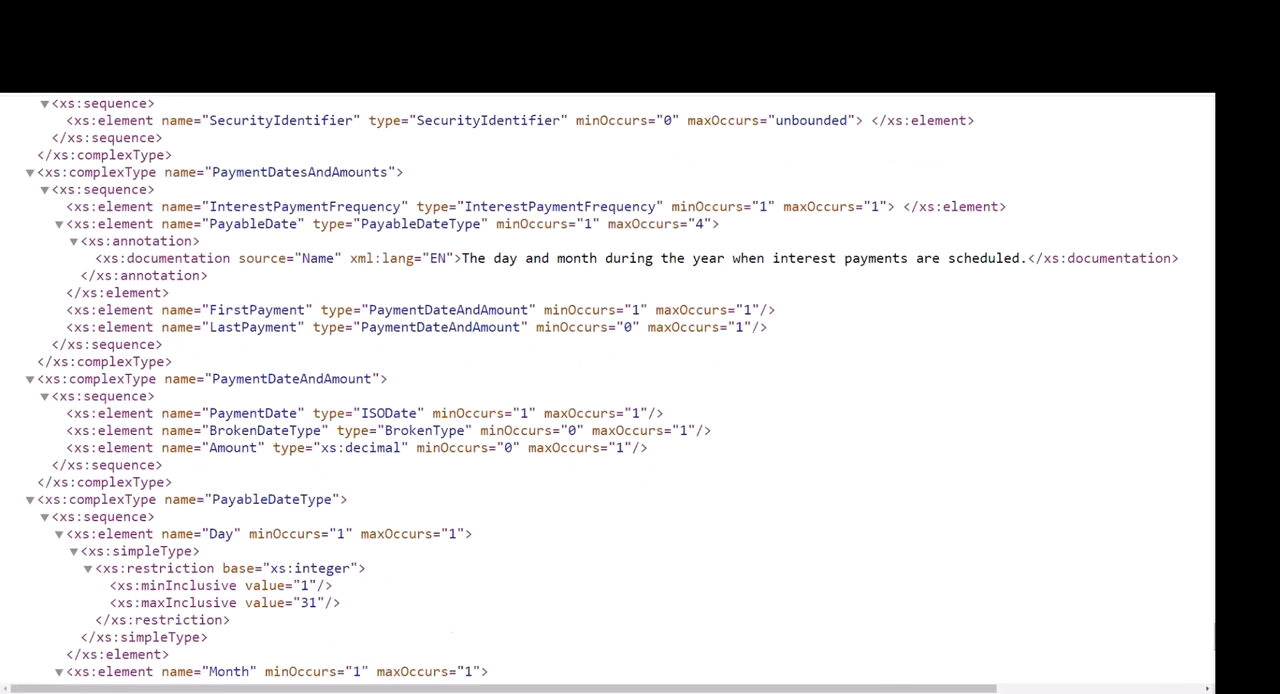 ▼<xs:sequence>
<xs:element name="SecurityIdentifier" type="SecurityIdentifier" minOccurs="0" maxOccurs="unbounded"> </xs:element>
</xs:sequence>
</xs:complexType>
▼<xs:complexType name="PaymentDatesAndAmounts">
▼<xs:sequence>
<xs:element name="InterestPaymentFrequency" type="InterestPaymentFrequency" minOccurs="1" maxOccurs="1"> </xs:element>
▼<xs:element name="PayableDate" type="PayableDateType" minOccurs="1" maxOccurs="4">
▼<xs:annotation>
<xs:documentation source="Name" xml:lang="EN">The day and month during the year when interest payments are scheduled.</xs:documentation>
</xs:annotation>
</xs:element>
<xs:element name="FirstPayment" type="PaymentDateAndAmount" minOccurs="1" maxOccurs="1"/>
<xs:element name="LastPayment" type="PaymentDateAndAmount" minOccurs="0" maxOccurs="1"/>
</xs:sequence>
</xs:complexType>
▼<xs:complexType name="PaymentDateAndAmount">
▼<xs:sequence>
<xs:element name="PaymentDate" type="ISODate" minOccurs="1" maxOccurs="1"/>
<xs:element name="BrokenDateType" type="BrokenType" minOccurs="0" maxOccurs="1"/>
<xs:element name="Amount" type="xs:decimal" minOccurs="0" maxOccurs="1"/>
</xs:sequence>
</xs:complexType>
▼<xs:complexType name="PayableDateType">
▼<xs:sequence>
▼<xs:element name="Day" minOccurs="1" maxOccurs="1">
▼<xs:simpleType>
▼<xs:restriction base="xs:integer">
<xs:minInclusive value="1"/>
<xs:maxInclusive value="31"/>
</xs:restriction>
</xs:simpleType>
</xs:element>
▼<xs:element name="Month" minOccurs="1" maxOccurs="1">